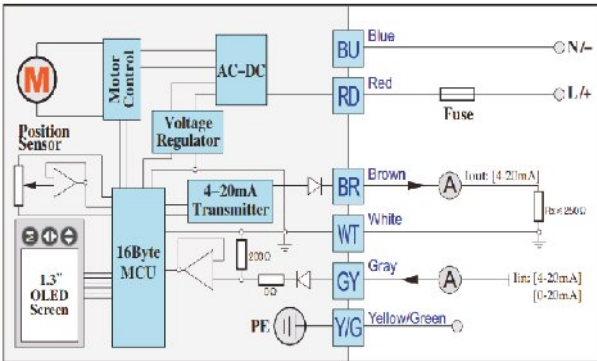 M
Motor
Control
AC-DC
Voltage
Regulator
Position
Sensor
4-20mA
Transmitter
16Byte
MCU
1.3"
OLED
Screen
200Ω
0Ω
PE
BU
Blue
N/-
RD
Red
L/+
Fuse
BR
Brown
A
Iout: [4-20mA]
WT
White
GY
Gray
A
Iin: [4-20mA]
[0-20mA]
Y/G
Yellow/Green